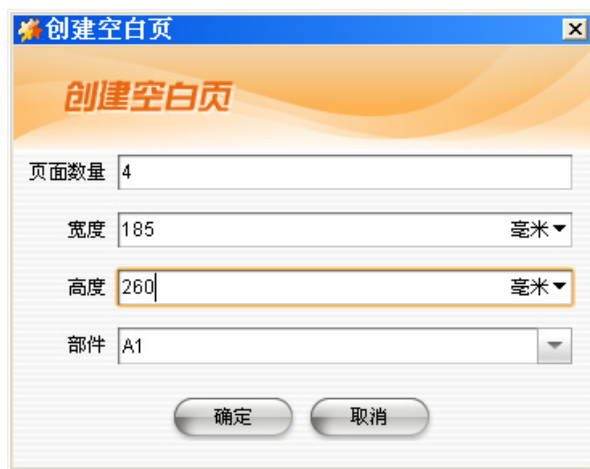 创建空白页
创建空白页
页面数量 4
宽度 185 毫米
高度 260 毫米
部件 A1
确定 取消